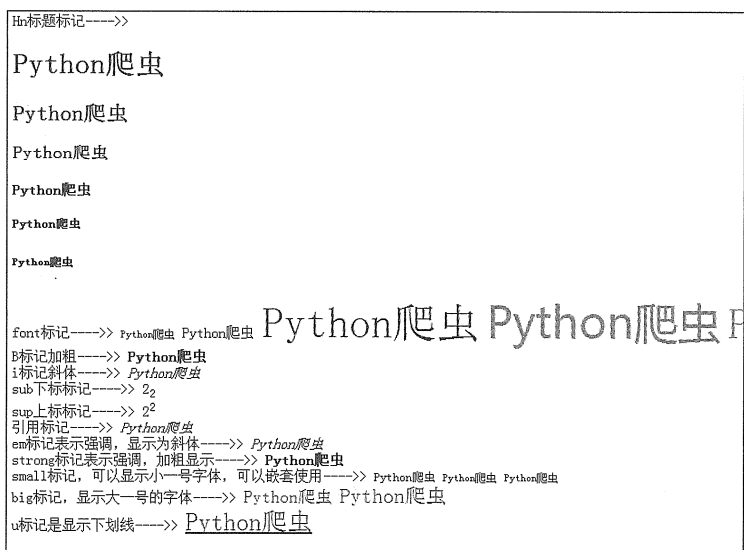 Hn标题标记---->>
Python爬虫
Python爬虫
Python爬虫
Python爬虫
Python爬虫
Python爬虫
font标记---->> Python爬虫 Python爬虫 Python爬虫 Python爬虫 P
B标记加粗---->> Python爬虫
i标记斜体---->> Python爬虫
sub下标标记---->> 2₂
sup上标标记---->> 2²
引用标记---->> Python爬虫
em标记表示强调，显示为斜体---->> Python爬虫
strong标记表示强调，加粗显示---->> Python爬虫
small标记，可以显示小一号字体，可以嵌套使用---->> Python爬虫 Python爬虫 Python爬虫
big标记，显示大一号的字体---->> Python爬虫 Python爬虫
u标记是显示下划线---->> Python爬虫